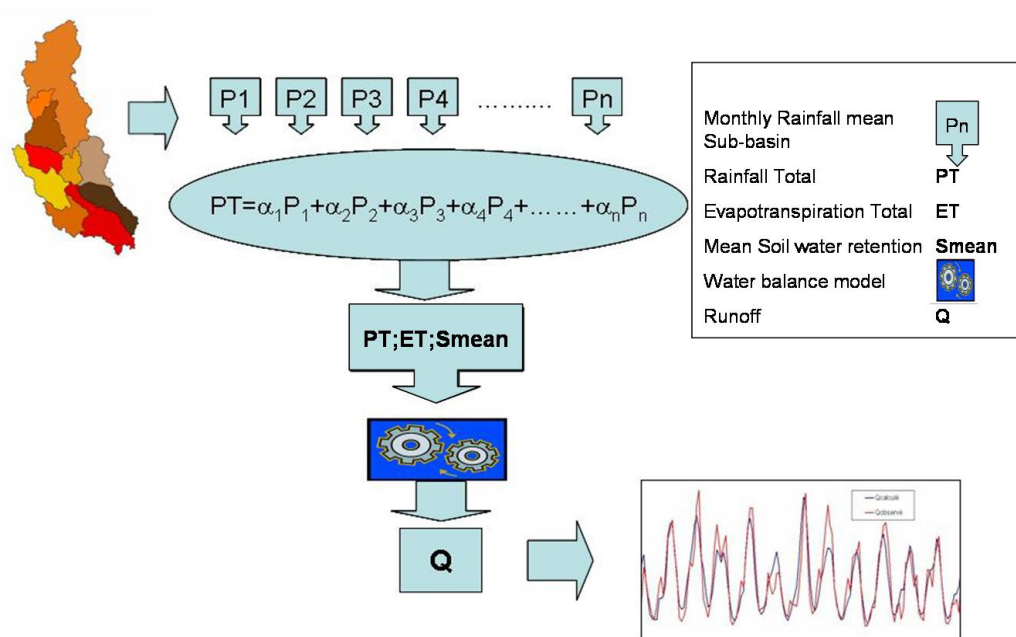 P1 P2 P3 P4 ........... Pn
PT=α₁P₁+α₂P₂+α₃P₃+α₄P₄+......+αₙPₙ
PT;ET;Smean
Q
Monthly Rainfall mean
Sub-basin
Pn
Rainfall Total PT
Evapotranspiration Total ET
Mean Soil water retention Smean
Water balance model
Runoff Q
Qcalculé
Qobservé